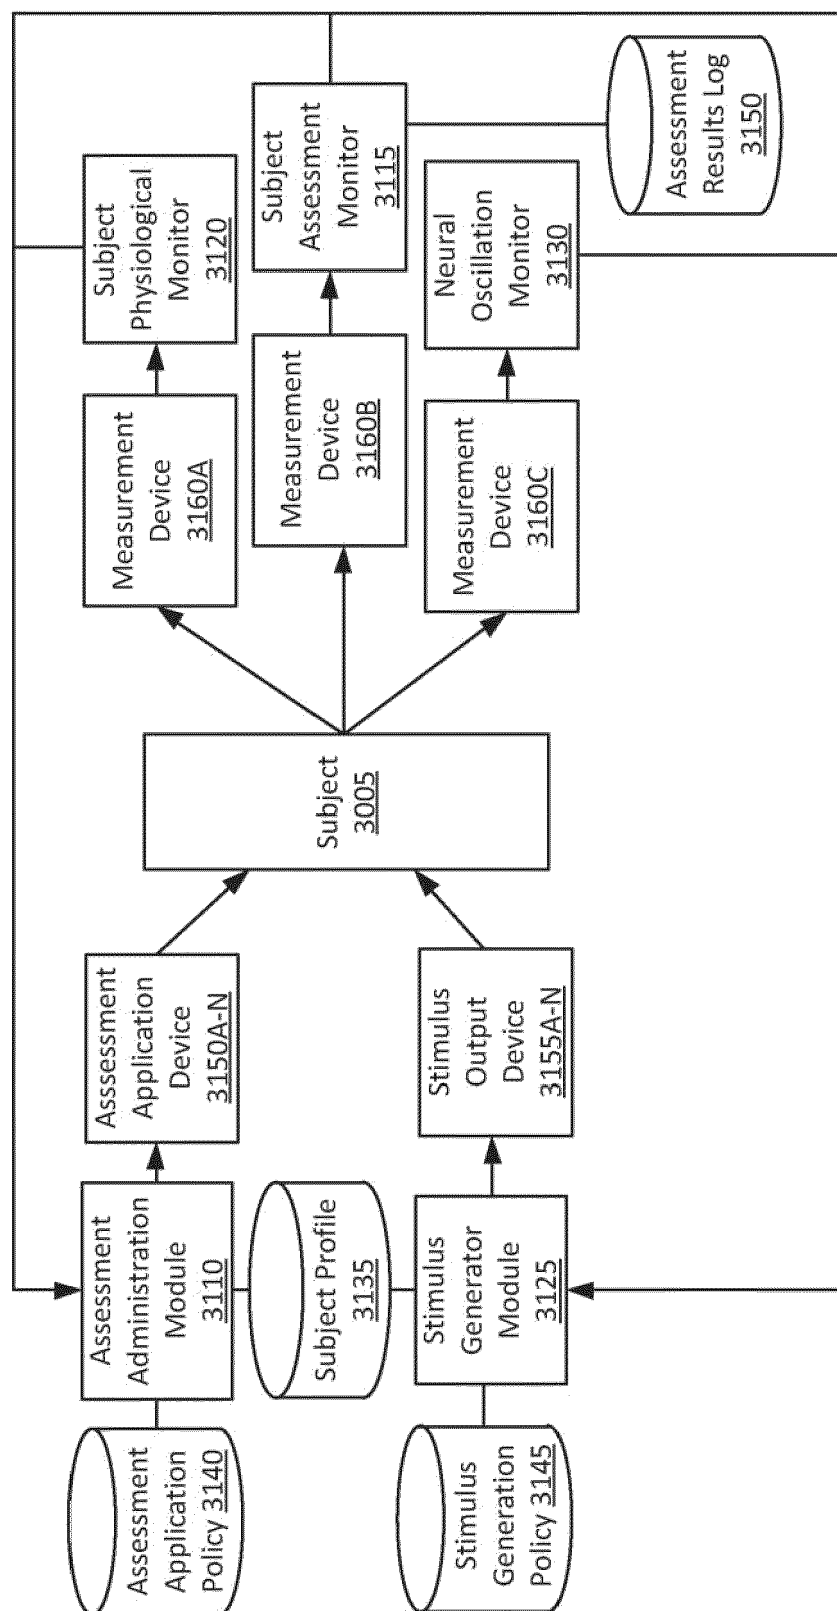 Assessment
Application
Policy 3140
Assessment
Administration
Module
3110
Asssessment
Application
Device
3150A-N
Subject Profile
3135
Stimulus
Generation
Policy 3145
Stimulus
Generator
Module
3125
Stimulus
Output
Device
3155A-N
Subject
3005
Measurement
Device
3160A
Subject
Physiological
Monitor
3120
Measurement
Device
3160B
Subject
Assessment
Monitor
3115
Measurement
Device
3160C
Neural
Oscillation
Monitor
3130
Assessment
Results Log
3150